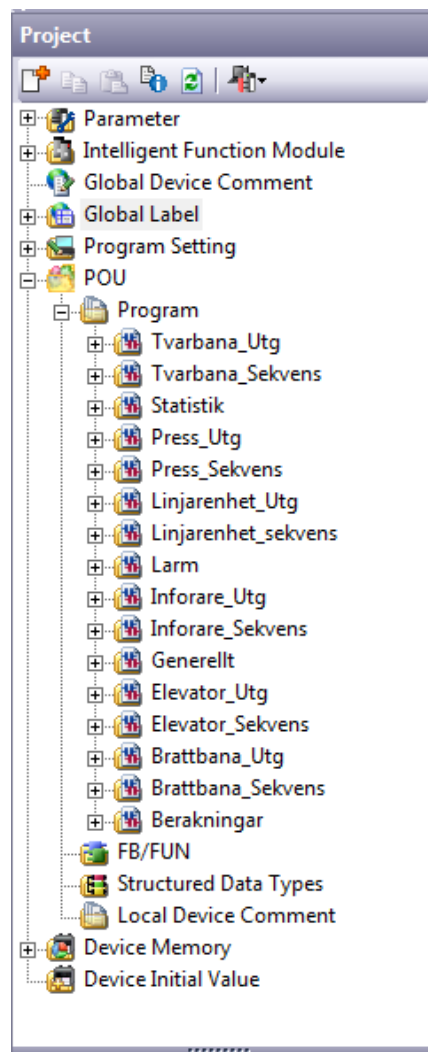 Project
Parameter
Intelligent Function Module
Global Device Comment
Global Label
Program Setting
POU
Program
Tvarbana_Utg
Tvarbana_Sekvens
Statistik
Press_Utg
Press_Sekvens
Linjarenhet_Utg
Linjarenhet_sekvens
Larm
Inforare_Utg
Inforare_Sekvens
Generellt
Elevator_Utg
Elevator_Sekvens
Brattbana_Utg
Brattbana_Sekvens
Berakningar
FB/FUN
Structured Data Types
Local Device Comment
Device Memory
Device Initial Value